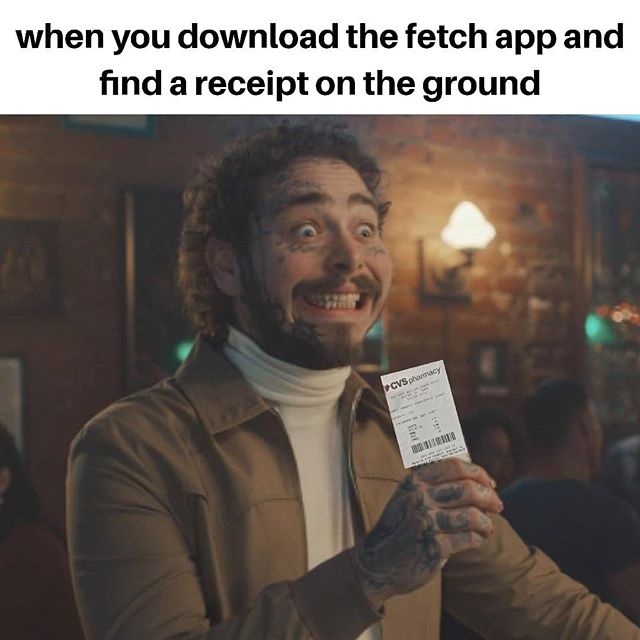 when you download the fetch app and
find a receipt on the ground
CVS pharmacy